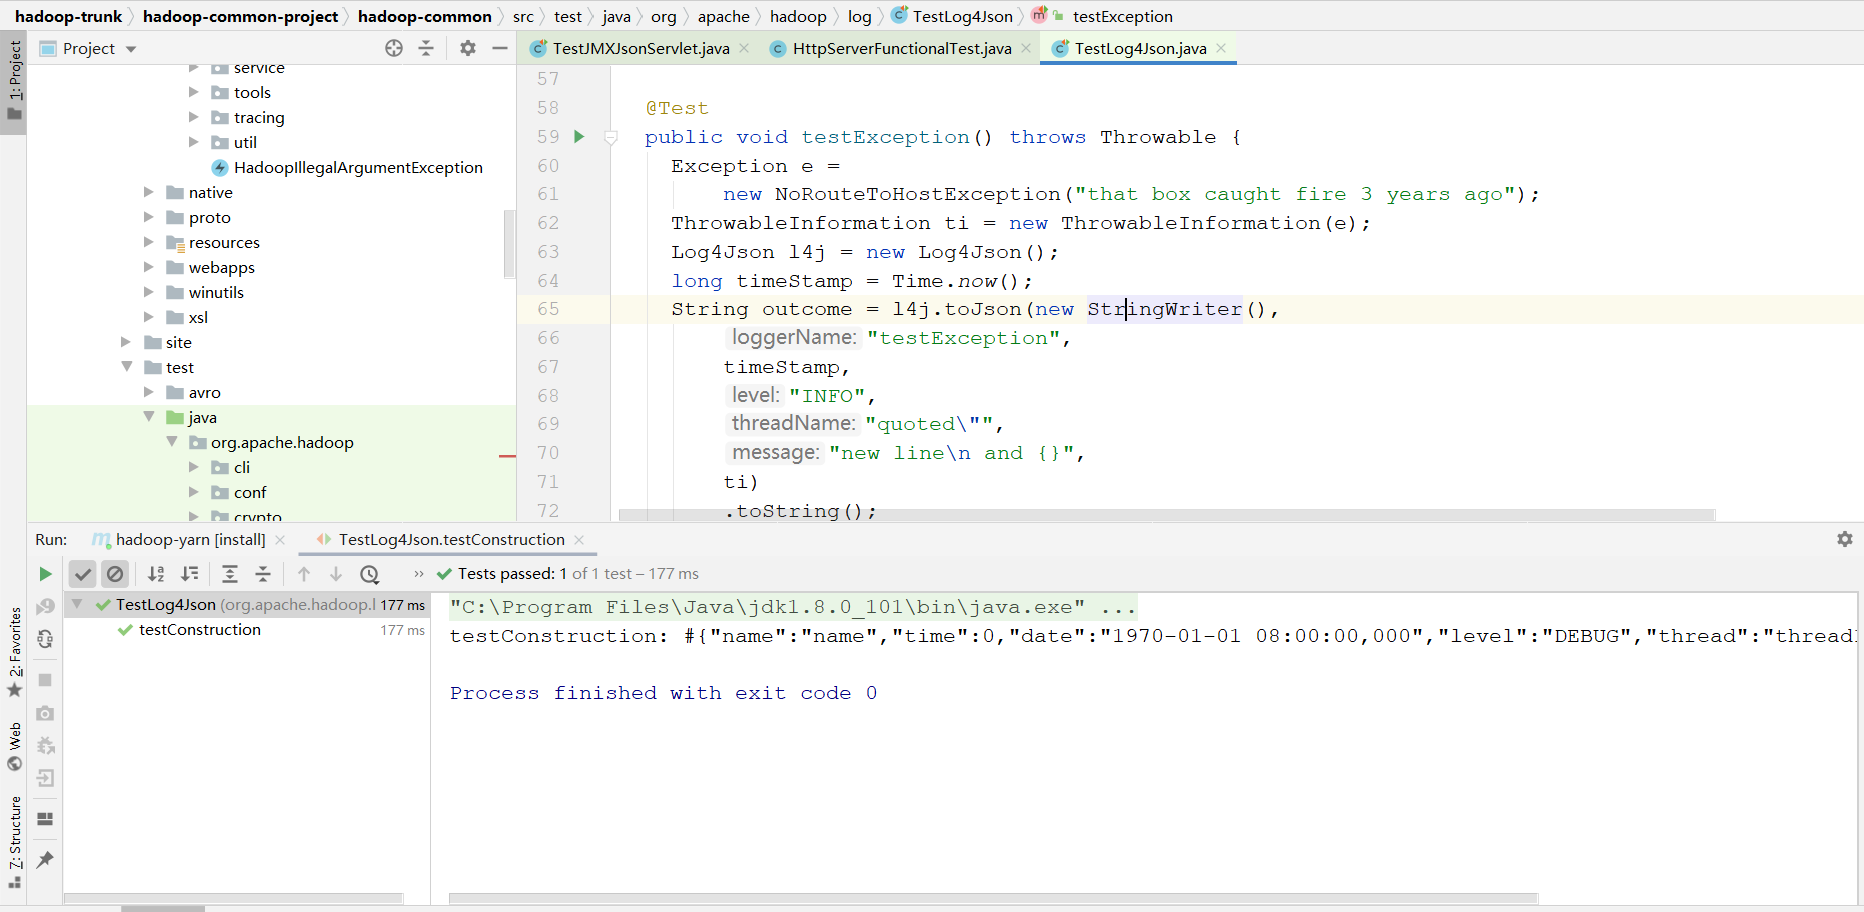 hadoop-trunk hadoop-common-project hadoop-common src test java org apache hadoop log TestLog4Json testException
1: Project
Project
service
tools
tracing
util
HadoopIllegalArgumentException
native
proto
resources
webapps
winutils
xsl
site
test
avro
java
org.apache.hadoop
cli
conf
crypto
TestJMXJsonServlet.java HttpServerFunctionalTest.java TestLog4Json.java
57
58 @Test
59 public void testException() throws Throwable {
60 Exception e =
61 new NoRouteToHostException("that box caught fire 3 years ago");
62 ThrowableInformation ti = new ThrowableInformation(e);
63 Log4Json l4j = new Log4Json();
64 long timeStamp = Time.now();
65 String outcome = l4j.toJson(new StringWriter(),
66 loggerName: "testException",
67 timeStamp,
68 level: "INFO",
69 threadName: "quoted\"",
70 message: "new line\n and {}",
71 ti)
72 .toString();
Run: hadoop-yarn [install] TestLog4Json.testConstruction
Tests passed: 1 of 1 test – 177 ms
TestLog4Json (org.apache.hadoop.l 177 ms
testConstruction 177 ms
"C:\Program Files\Java\jdk1.8.0_101\bin\java.exe" ...
testConstruction: #{"name":"name","time":0,"date":"1970-01-01 08:00:00,000","level":"DEBUG","thread":"thread
Process finished with exit code 0
2: Favorites
Web
7: Structure